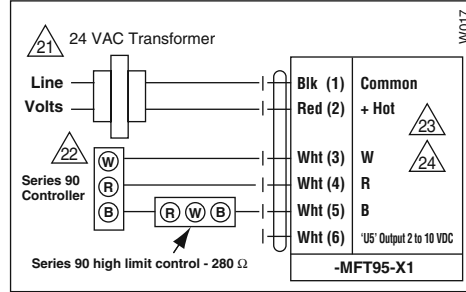 W017
21 24 VAC Transformer
Line
Volts
Blk (1) Common
Red (2) + Hot
23
22
24
Wht (3) W
Wht (4) R
Wht (5) B
Wht (6) 'U5' Output 2 to 10 VDC
W
R
B
Series 90
Controller
R W B
Series 90 high limit control - 280 Ω
-MFT95-X1